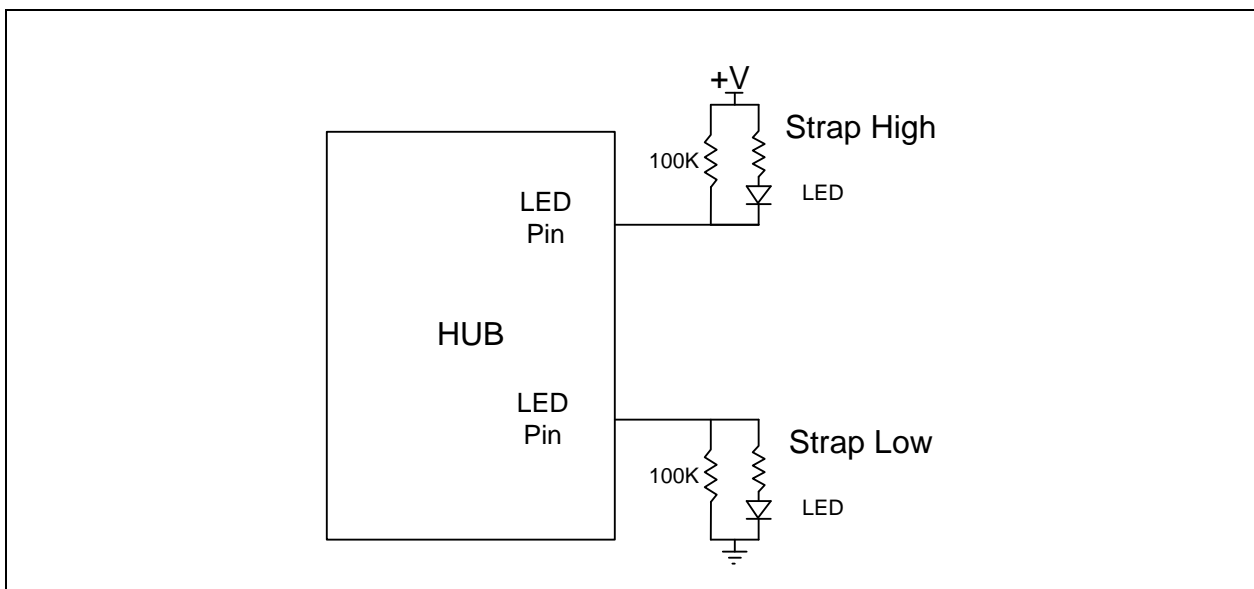 +V
Strap High
100K
LED
LED
Pin
HUB
LED
Pin
Strap Low
100K
LED